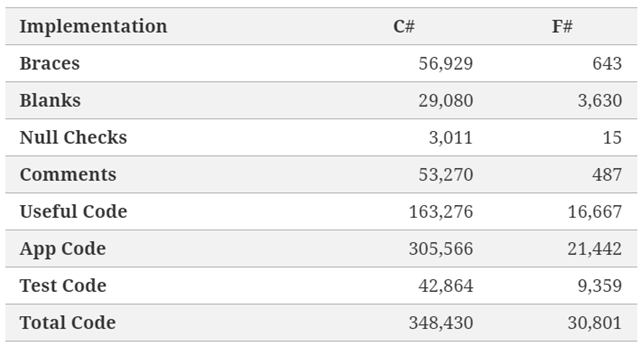 Implementation C# F#
Braces 56,929 643
Blanks 29,080 3,630
Null Checks 3,011 15
Comments 53,270 487
Useful Code 163,276 16,667
App Code 305,566 21,442
Test Code 42,864 9,359
Total Code 348,430 30,801